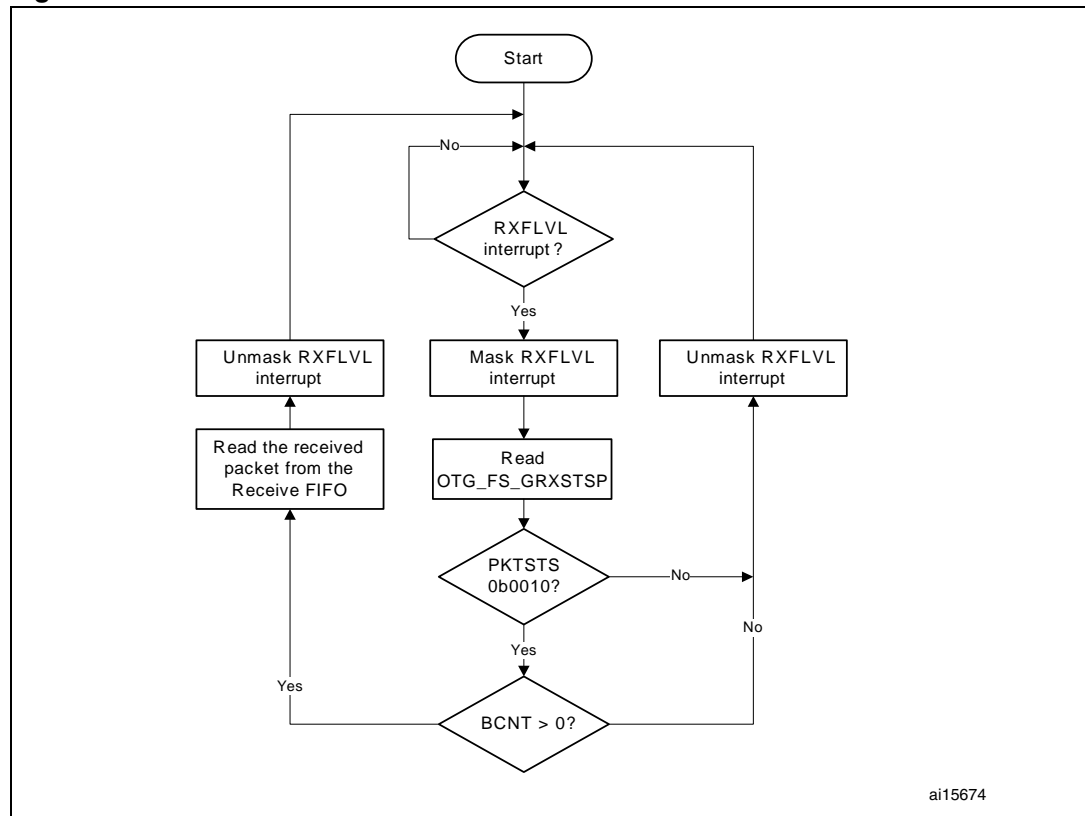 Start
No
RXFLVL
interrupt?
Yes
Unmask RXFLVL
interrupt
Mask RXFLVL
interrupt
Unmask RXFLVL
interrupt
Read the received
packet from the
Receive FIFO
Read
OTG_FS_GRXSTSP
PKTSTS
0b0010?
No
No
Yes
Yes
BCNT > 0?
ai15674